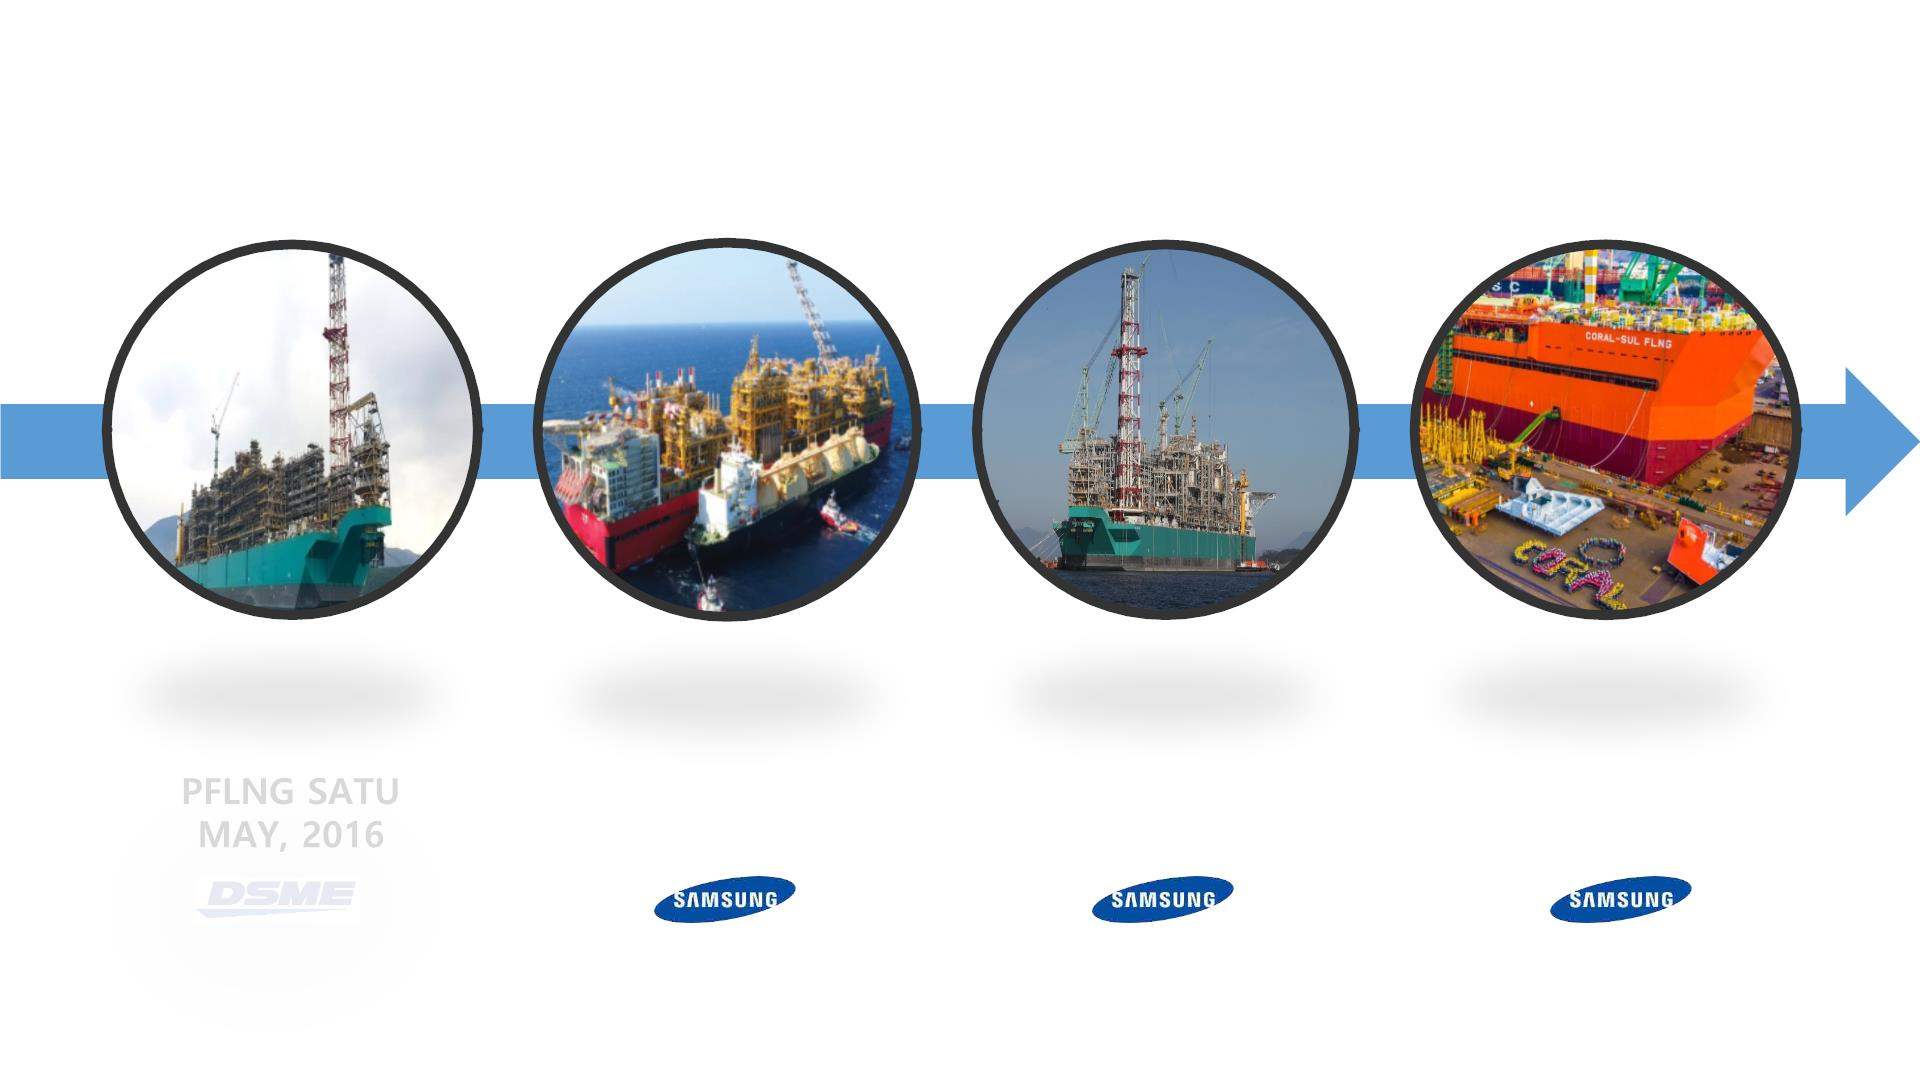 S C
CORAL-SUL FLNG
CORAL
PFLNG SATU
MAY, 2016
DSME
SAMSUNG
SAMSUNG
SAMSUNG